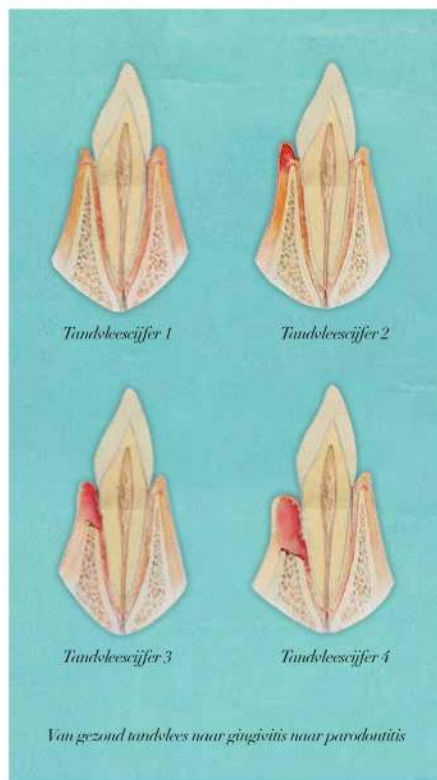 Tandvleescijfer 1
Tandvleescijfer 2
Tandvleescijfer 3
Tandvleescijfer 4
Van gezond tandvlees naar gingivitis naar parodontitis